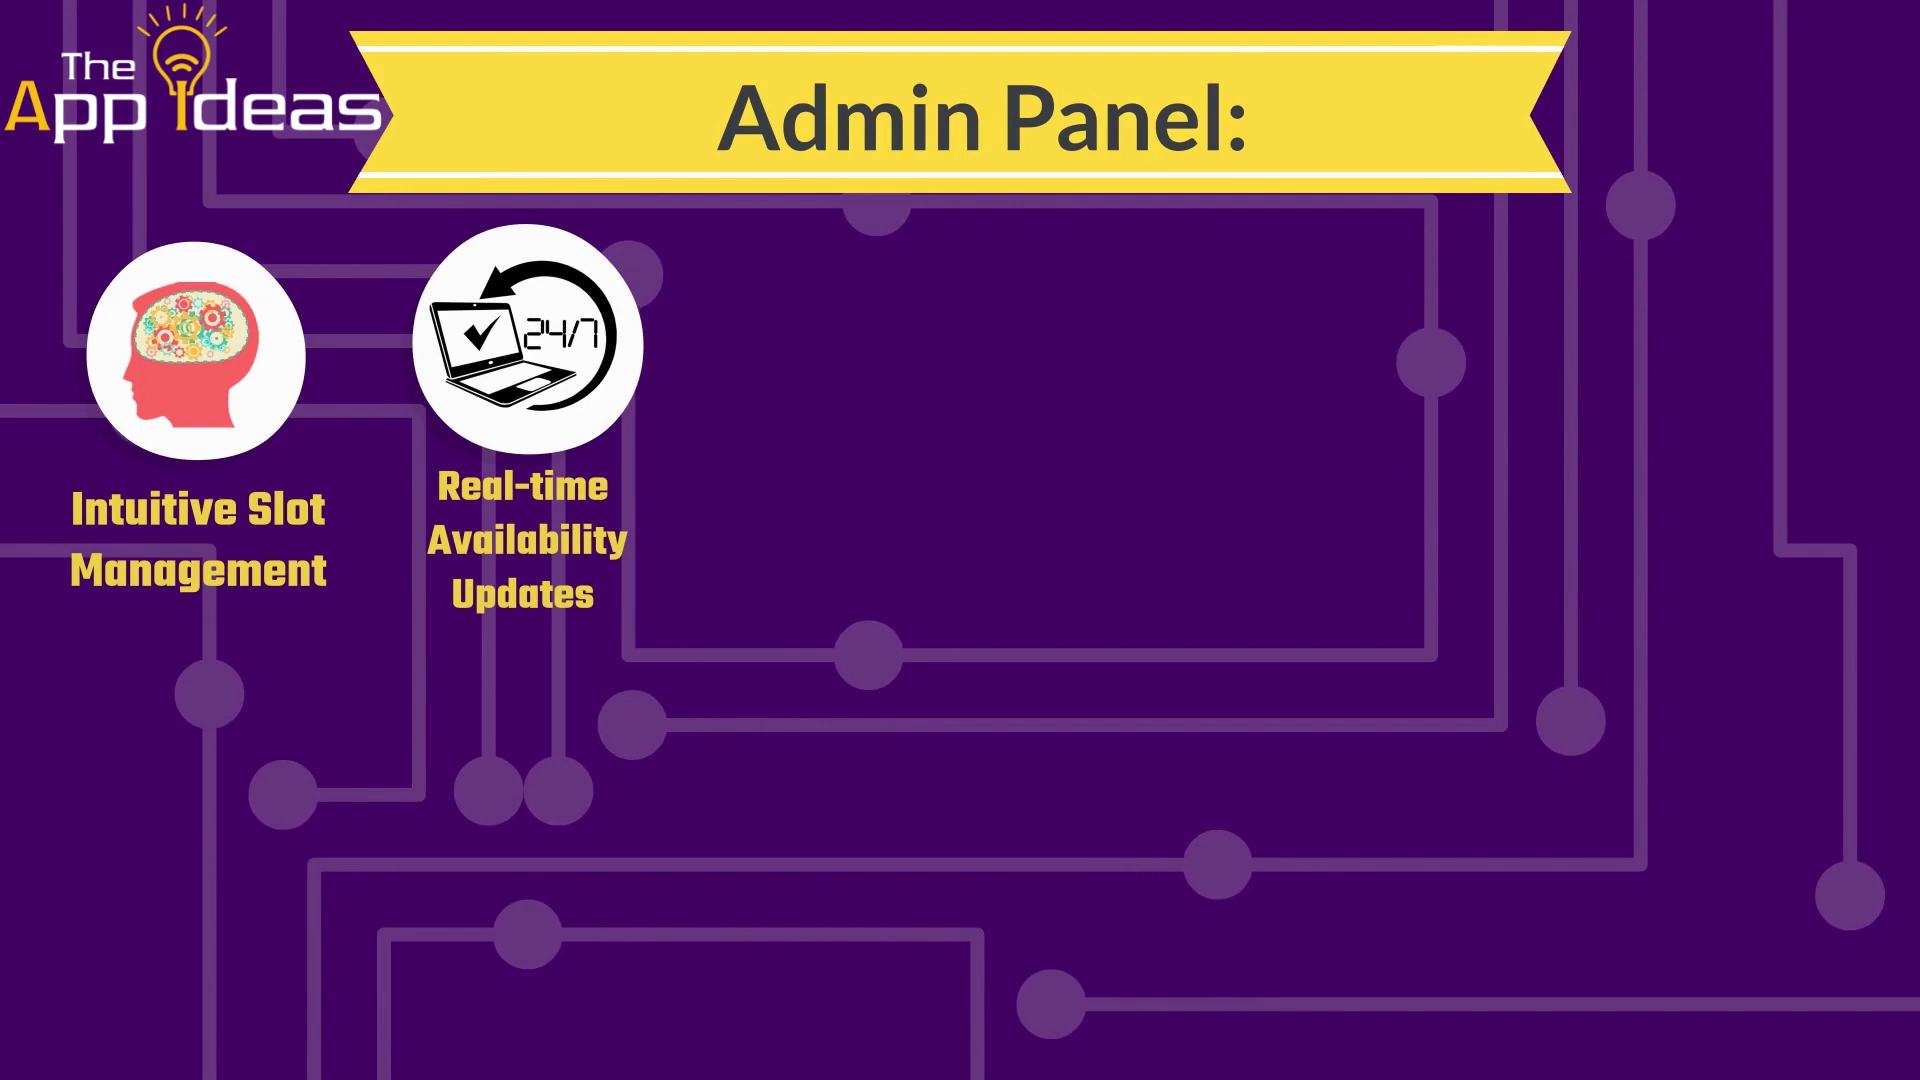 The
App Ideas
Admin Panel:
24/7
Intuitive Slot
Management
Real-time
Availability
Updates